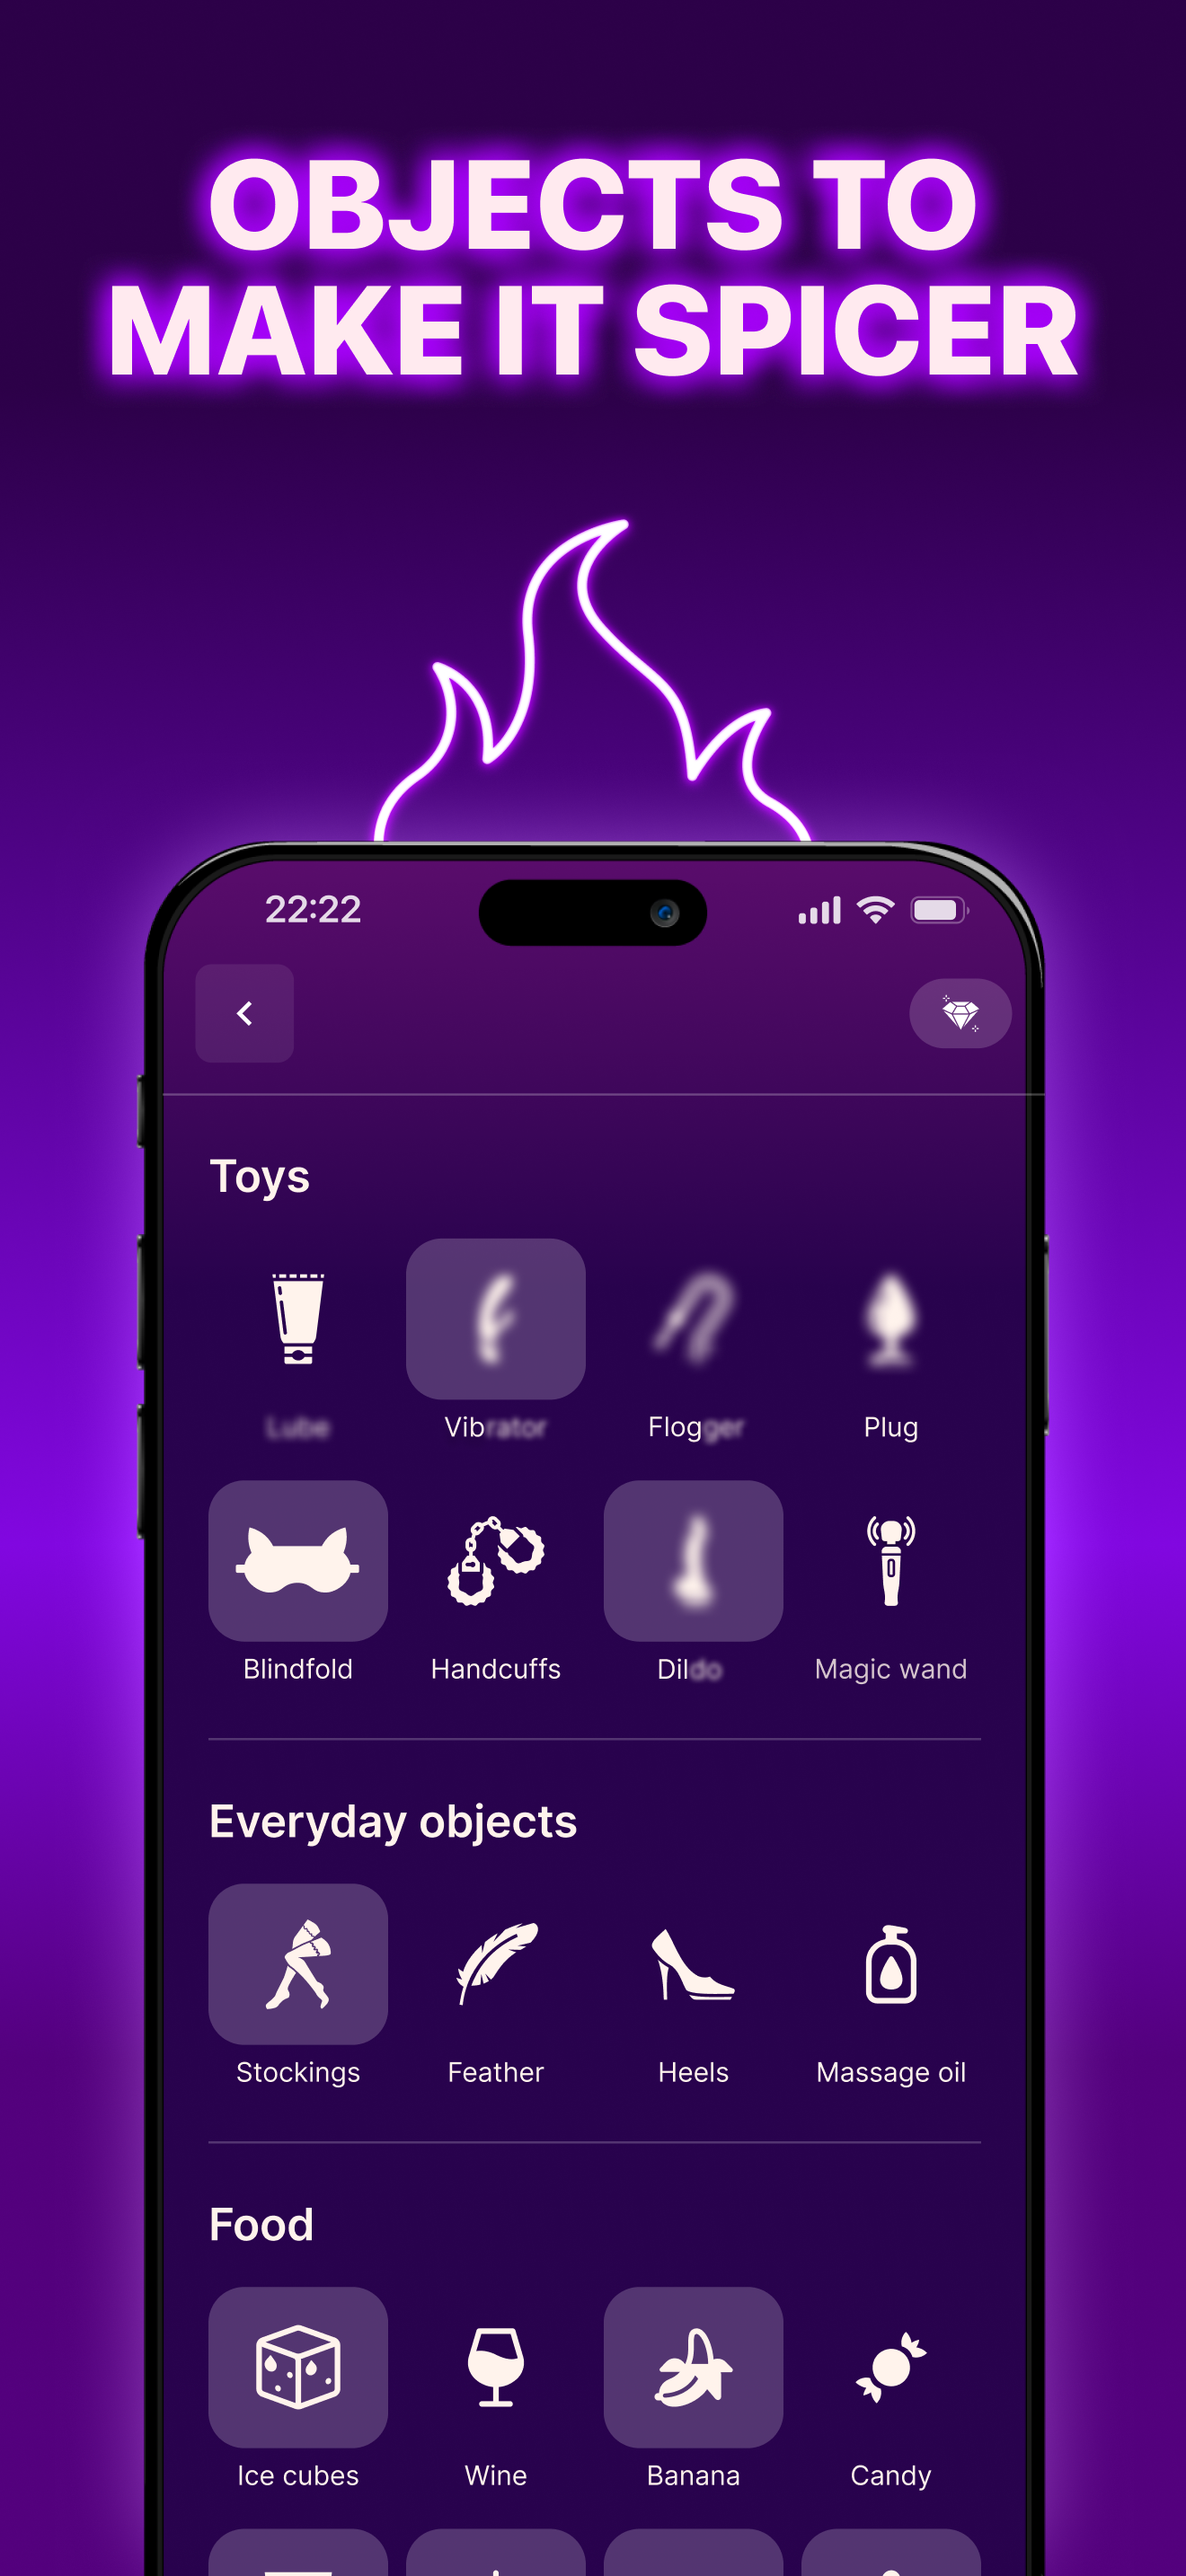 OBJECTS TO
MAKE IT SPICER
22:22
Toys
Lube
Vibrator
Flogger
Plug
Blindfold
Handcuffs
Dildo
Magic wand
Everyday objects
Stockings
Feather
Heels
Massage oil
Food
Ice cubes
Wine
Banana
Candy